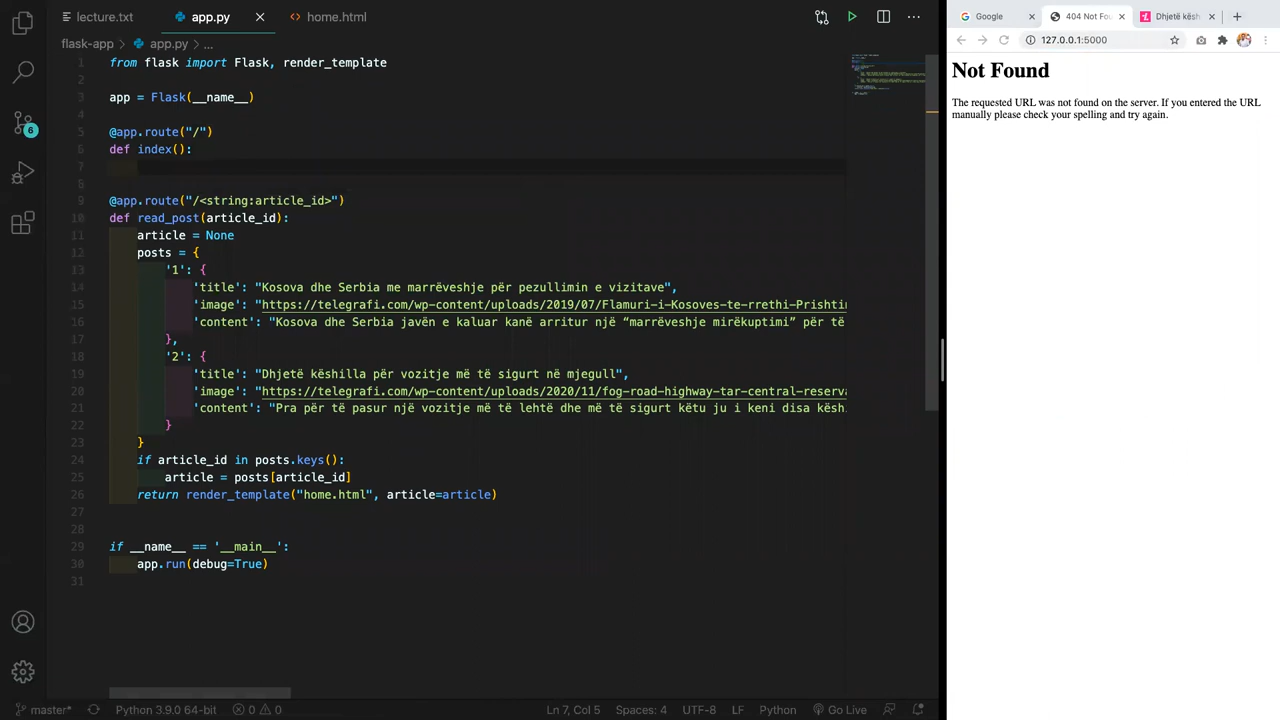 lecture.txt app.py home.html
flask-app app.py ...
1 from flask import Flask, render_template
2
3 app = Flask(__name__)
4
5 @app.route("/")
6 def index():
7
8
9 @app.route("/<string:article_id>")
10 def read_post(article_id):
11 article = None
12 posts = {
13 '1': {
14 'title': "Kosova dhe Serbia me marrëveshje për pezullimin e vizitave",
15 'image': "https://telegrafi.com/wp-content/uploads/2019/07/Flamuri-i-Kosoves-te-rrethi-Prishtin
16 'content': "Kosova dhe Serbia javën e kaluar kanë arritur një “marrëveshje mirëkuptimi” për të
17 },
18 '2': {
19 'title': "Dhjetë këshilla për vozitje më të sigurt në mjegull",
20 'image': "https://telegrafi.com/wp-content/uploads/2020/11/fog-road-highway-tar-central-reserva
21 'content': "Pra për të pasur një vozitje më të lehtë dhe më të sigurt këtu ju i keni disa kësh
22 }
23 }
24 if article_id in posts.keys():
25 article = posts[article_id]
26 return render_template("home.html", article=article)
27
28
29 if __name__ == '__main__':
30 app.run(debug=True)
31
6
master* Python 3.9.0 64-bit 0 0 Ln 7, Col 5 Spaces: 4 UTF-8 LF Python Go Live
Google 404 Not Fou Dhjetë kësh
127.0.0.1:5000
Not Found
The requested URL was not found on the server. If you entered the URL
manually please check your spelling and try again.